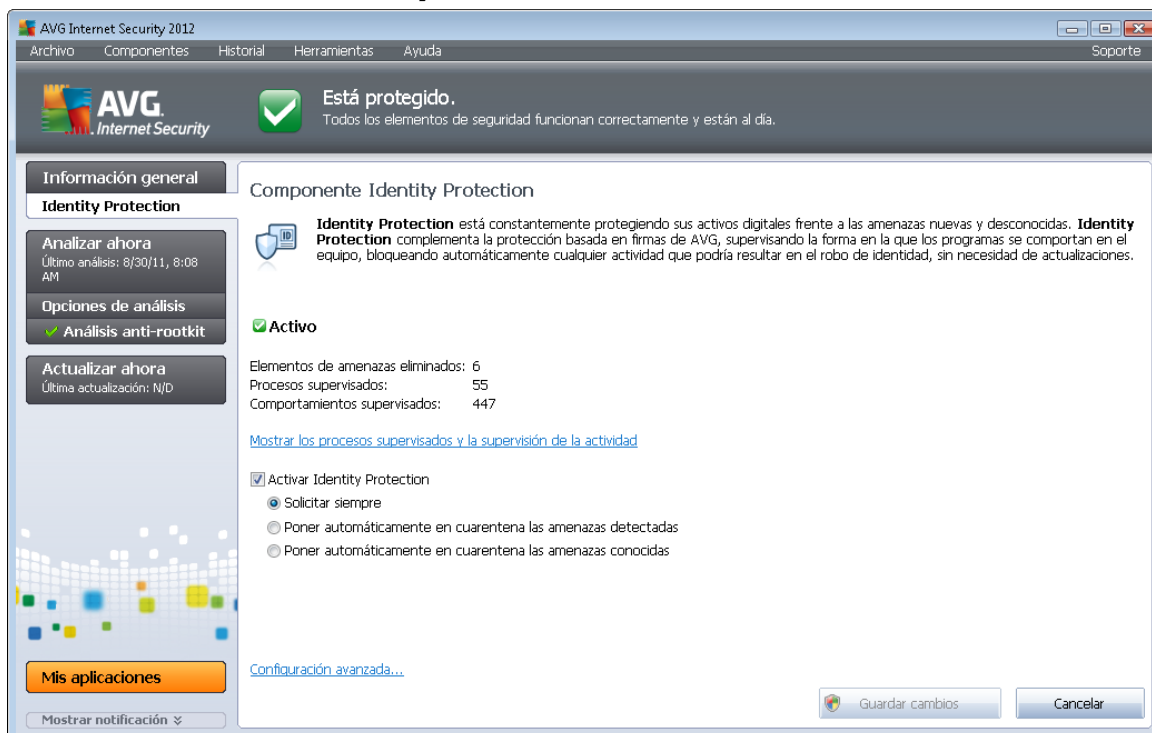 AVG Internet Security 2012
Archivo Componentes Historial Herramientas Ayuda Soporte
AVG.
Internet Security
Está protegido.
Todos los elementos de seguridad funcionan correctamente y están al día.
Información general
Identity Protection
Analizar ahora
Último análisis: 8/30/11, 8:08
AM
Opciones de análisis
Análisis anti-rootkit
Actualizar ahora
Última actualización: N/D
Mis aplicaciones
Mostrar notificación
Componente Identity Protection
ID
Identity Protection está constantemente protegiendo sus activos digitales frente a las amenazas nuevas y desconocidas. Identity
Protection complementa la protección basada en firmas de AVG, supervisando la forma en la que los programas se comportan en el
equipo, bloqueando automáticamente cualquier actividad que podría resultar en el robo de identidad, sin necesidad de actualizaciones.
Activo
Elementos de amenazas eliminados: 6
Procesos supervisados: 55
Comportamientos supervisados: 447
Mostrar los procesos supervisados y la supervisión de la actividad
Activar Identity Protection
Solicitar siempre
Poner automáticamente en cuarentena las amenazas detectadas
Poner automáticamente en cuarentena las amenazas conocidas
Configuración avanzada...
Guardar cambios
Cancelar